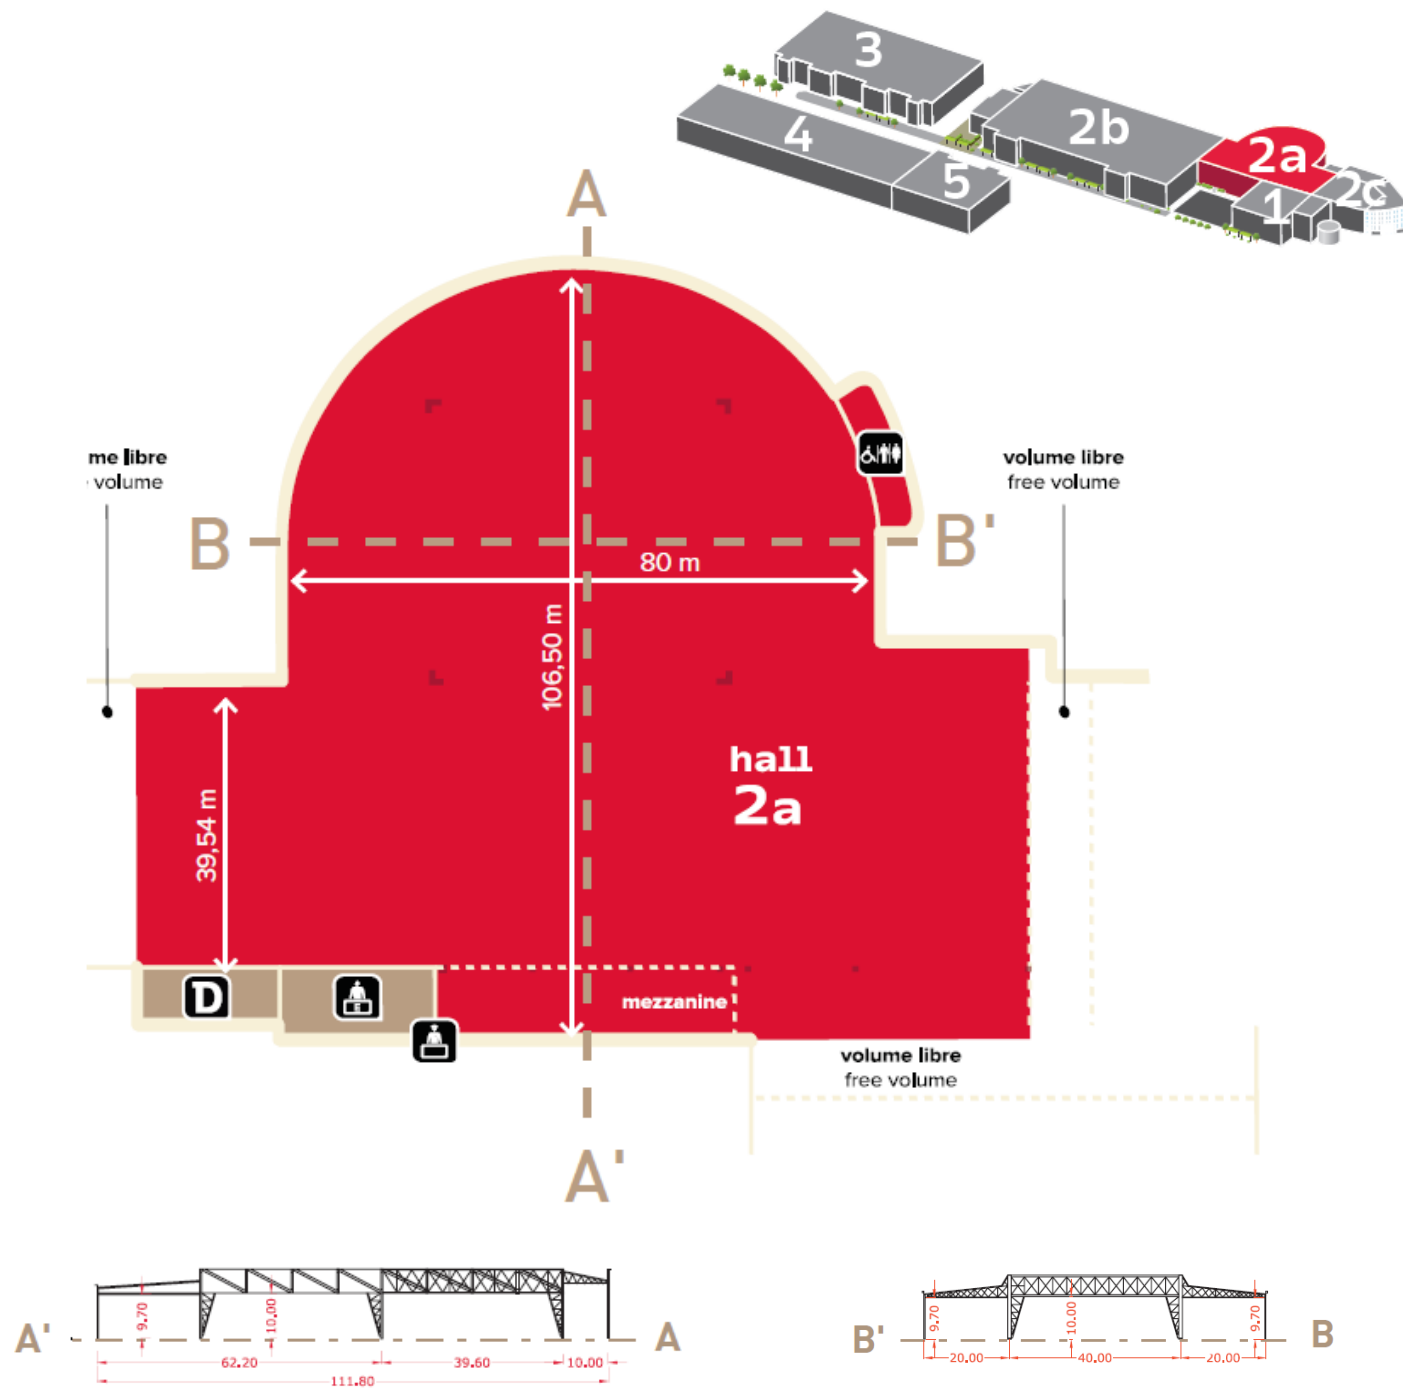 3
4
5
2b
2a
1
2c
A
me libre
volume
volume libre
free volume
B
B'
80 m
106,50 m
39,54 m
hall
2a
D
mezzanine
volume libre
free volume
A'
A'
9.70
10.00
A
62.20
39.60
10.00
111.80
B'
9.70
10.00
9.70
B
20.00
40.00
20.00